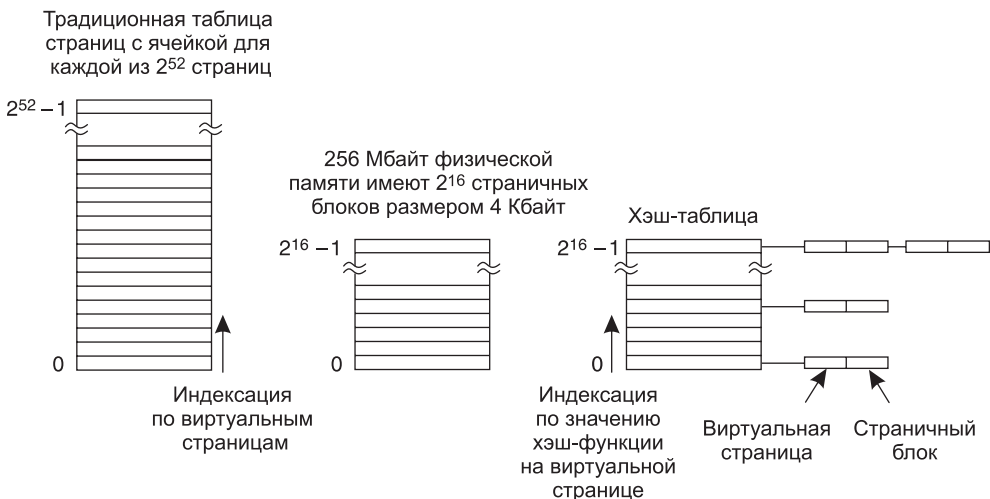 Традиционная таблица
страниц с ячейкой для
каждой из 2⁵² страниц
2⁵² – 1
0
Индексация
по виртуальным
страницам
256 Мбайт физической
памяти имеют 2¹⁶ страничных
блоков размером 4 Кбайт
2¹⁶ – 1
0
Хэш-таблица
2¹⁶ – 1
0
Индексация
по значению
хэш-функции
на виртуальной
странице
Виртуальная
страница
Страничный
блок